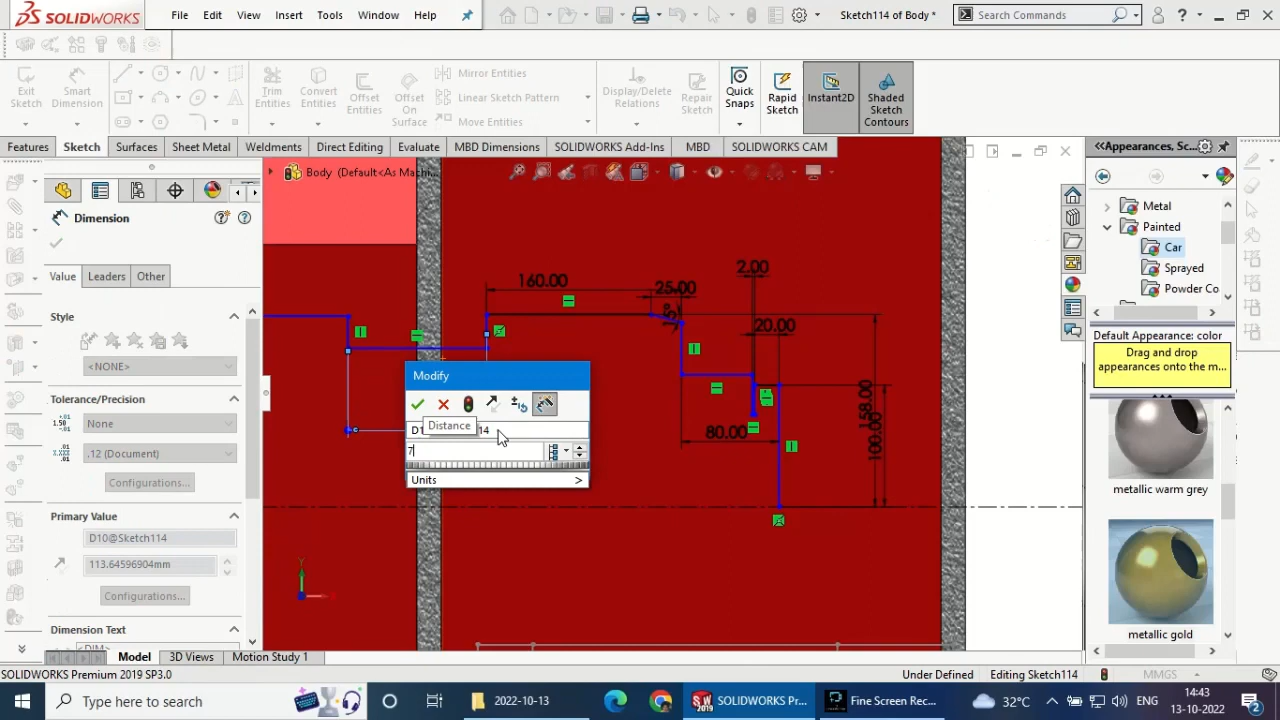 SOLIDWORKS
File Edit View Insert Tools Window Help
Sketch114 of Body *
Search Commands
Exit Sketch
Smart Dimension
Trim Entities
Convert Entities
Offset Entities
Offset On Surface
Mirror Entities
Linear Sketch Pattern
Move Entities
Display/Delete Relations
Repair Sketch
Quick Snaps
Rapid Sketch
Instant2D
Shaded Sketch Contours
Features Sketch Surfaces Sheet Metal Weldments Direct Editing Evaluate MBD Dimensions SOLIDWORKS Add-Ins MBD SOLIDWORKS CAM
Body (Default<As Machi...
Dimension
Value Leaders Other
Style
<NONE>
Tolerance/Precision
None
.12 (Document)
Configurations...
Primary Value
D10@Sketch114
113.64596904mm
Configurations...
Dimension Text
<DIM>
160.00
25.00
2.00
20.00
80.00
158.00
100.00
Modify
Distance
D1 14
7
Units >
<<Appearances, Sc...
Metal
Painted
Car
Sprayed
Powder Co
Default Appearance: color
Drag and drop
appearances onto the m...
metallic warm grey
metallic gold
Model 3D Views Motion Study 1
SOLIDWORKS Premium 2019 SP3.0
Under Defined Editing Sketch114 MMGS
Type here to search
2022-10-13
SOLIDWORKS Pr...
Fine Screen Rec...
32°C
ENG
14:43
13-10-2022
2